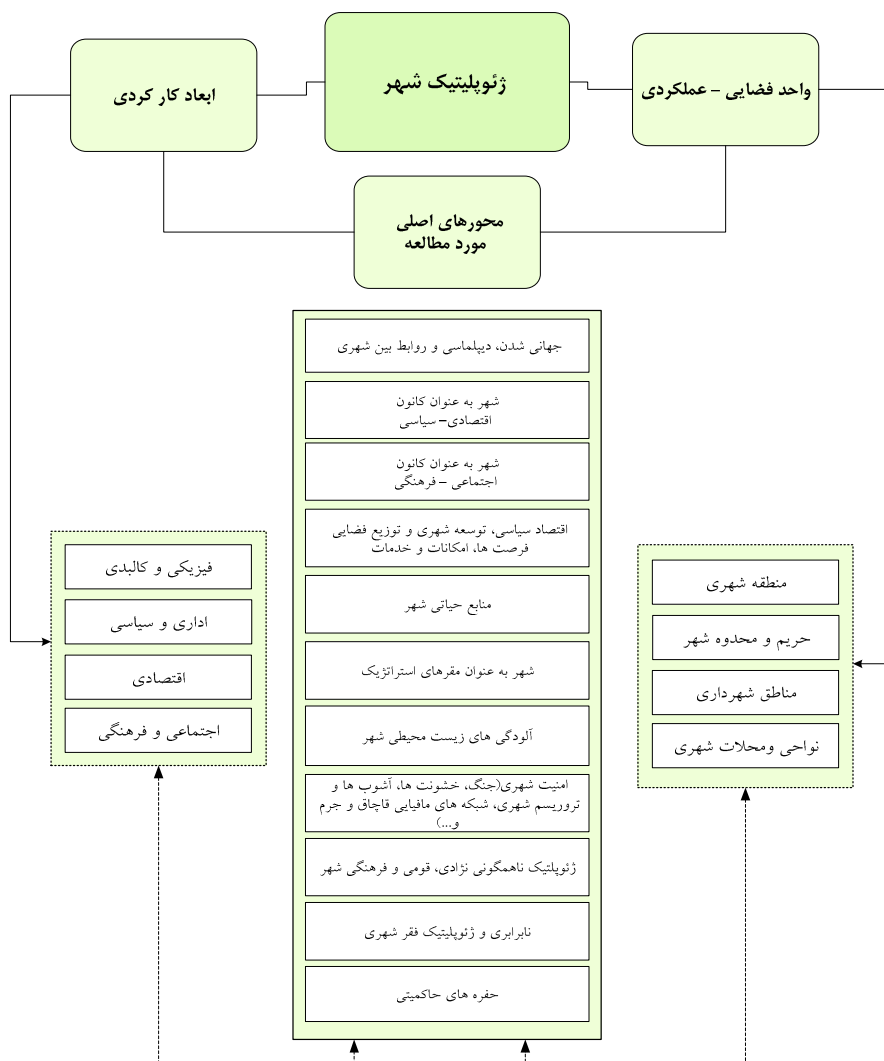 ژئوپلیتیک شهر
واحد فضایی – عملکردی
ابعاد کار کردی
محورهای اصلی
مورد مطالعه
جهانی شدن، دیپلماسی و روابط بین شهری
شهر به عنوان کانون
اقتصادی– سیاسی
شهر به عنوان کانون
اجتماعی – فرهنگی
اقتصاد سیاسی، توسعه شهری و توزیع فضایی
فرصت ها، امکانات و خدمات
منابع حیاتی شهر
شهر به عنوان مقرهای استراتژیک
آلودگی های زیست محیطی شهر
امنیت شهری(جنگ، خشونت ها، آشوب ها و
تروریسم شهری، شبکه های مافیایی قاچاق و جرم
و...)
ژئوپلتیک ناهمگونی نژادی، قومی و فرهنگی شهر
نابرابری و ژئوپلیتیک فقر شهری
حفره های حاکمیتی
منطقه شهری
حریم و محدوه شهر
مناطق شهرداری
نواحی ومحلات شهری
فیزیکی و کالبدی
اداری و سیاسی
اقتصادی
اجتماعی و فرهنگی